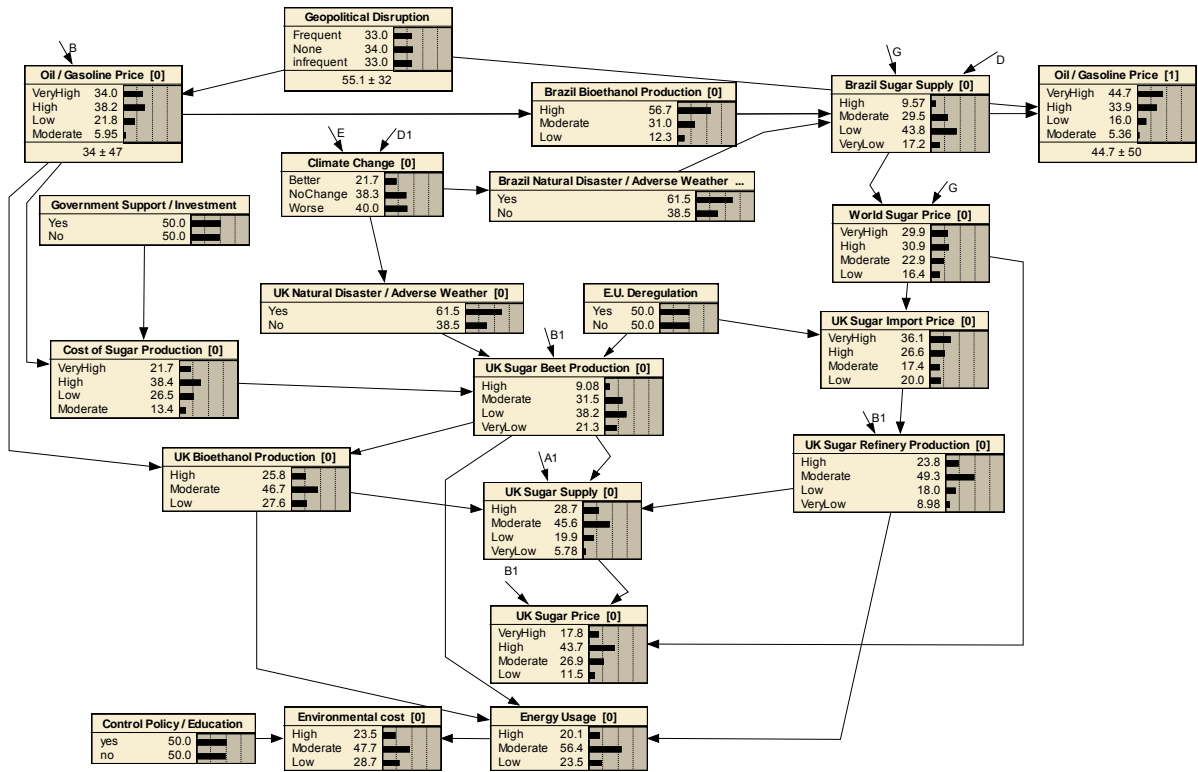 Geopolitical Disruption
Frequent 33.0
None 34.0
infrequent 33.0
55.1 ± 32
B
Oil / Gasoline Price [0]
VeryHigh 34.0
High 38.2
Low 21.8
Moderate 5.95
34 ± 47
Brazil Bioethanol Production [0]
High 56.7
Moderate 31.0
Low 12.3
G
D
Brazil Sugar Supply [0]
High 9.57
Moderate 29.5
Low 43.8
VeryLow 17.2
Oil / Gasoline Price [1]
VeryHigh 44.7
High 33.9
Low 16.0
Moderate 5.36
44.7 ± 50
E
D1
Climate Change [0]
Better 21.7
NoChange 38.3
Worse 40.0
Brazil Natural Disaster / Adverse Weather ...
Yes 61.5
No 38.5
Government Support / Investment
Yes 50.0
No 50.0
G
World Sugar Price [0]
VeryHigh 29.9
High 30.9
Moderate 22.9
Low 16.4
UK Natural Disaster / Adverse Weather [0]
Yes 61.5
No 38.5
E.U. Deregulation
Yes 50.0
No 50.0
UK Sugar Import Price [0]
VeryHigh 36.1
High 26.6
Moderate 17.4
Low 20.0
Cost of Sugar Production [0]
VeryHigh 21.7
High 38.4
Low 26.5
Moderate 13.4
B1
UK Sugar Beet Production [0]
High 9.08
Moderate 31.5
Low 38.2
VeryLow 21.3
B1
UK Sugar Refinery Production [0]
High 23.8
Moderate 49.3
Low 18.0
VeryLow 8.98
UK Bioethanol Production [0]
High 25.8
Moderate 46.7
Low 27.6
A1
UK Sugar Supply [0]
High 28.7
Moderate 45.6
Low 19.9
VeryLow 5.78
B1
UK Sugar Price [0]
VeryHigh 17.8
High 43.7
Moderate 26.9
Low 11.5
Control Policy / Education
yes 50.0
no 50.0
Environmental cost [0]
High 23.5
Moderate 47.7
Low 28.7
Energy Usage [0]
High 20.1
Moderate 56.4
Low 23.5